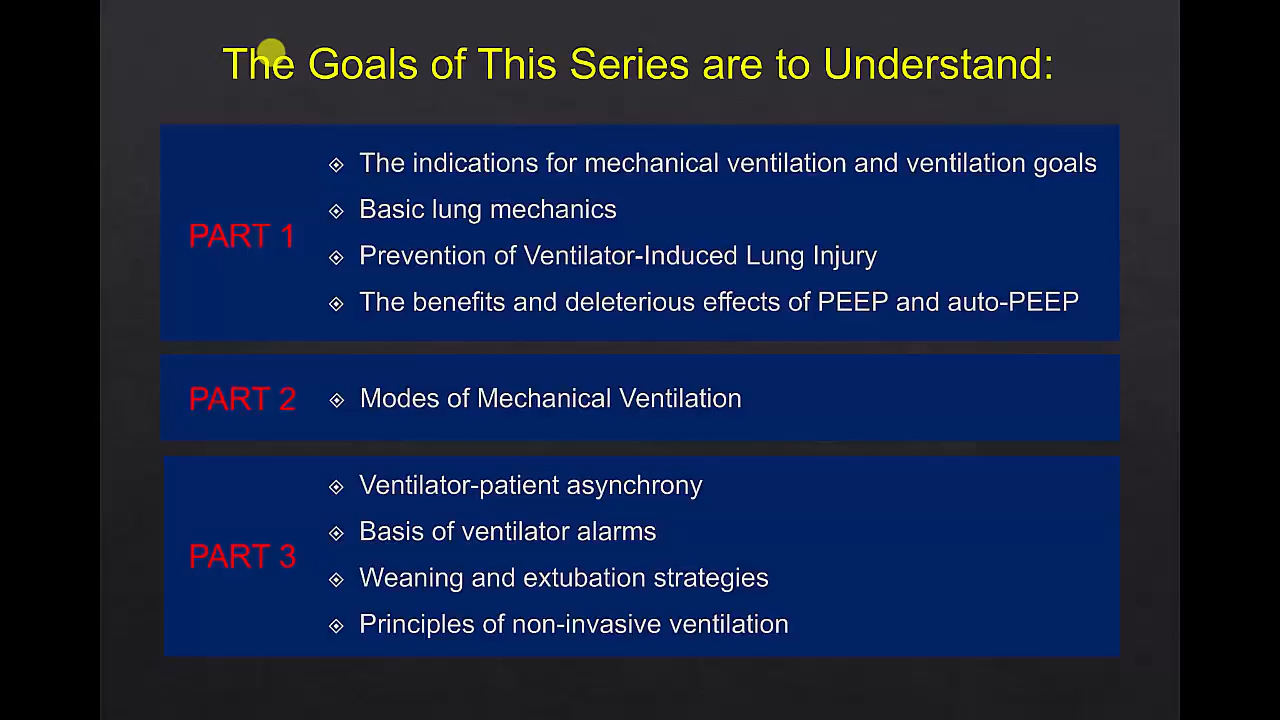 The Goals of This Series are to Understand:
PART 1
The indications for mechanical ventilation and ventilation goals
Basic lung mechanics
Prevention of Ventilator-Induced Lung Injury
The benefits and deleterious effects of PEEP and auto-PEEP
PART 2
Modes of Mechanical Ventilation
PART 3
Ventilator-patient asynchrony
Basis of ventilator alarms
Weaning and extubation strategies
Principles of non-invasive ventilation